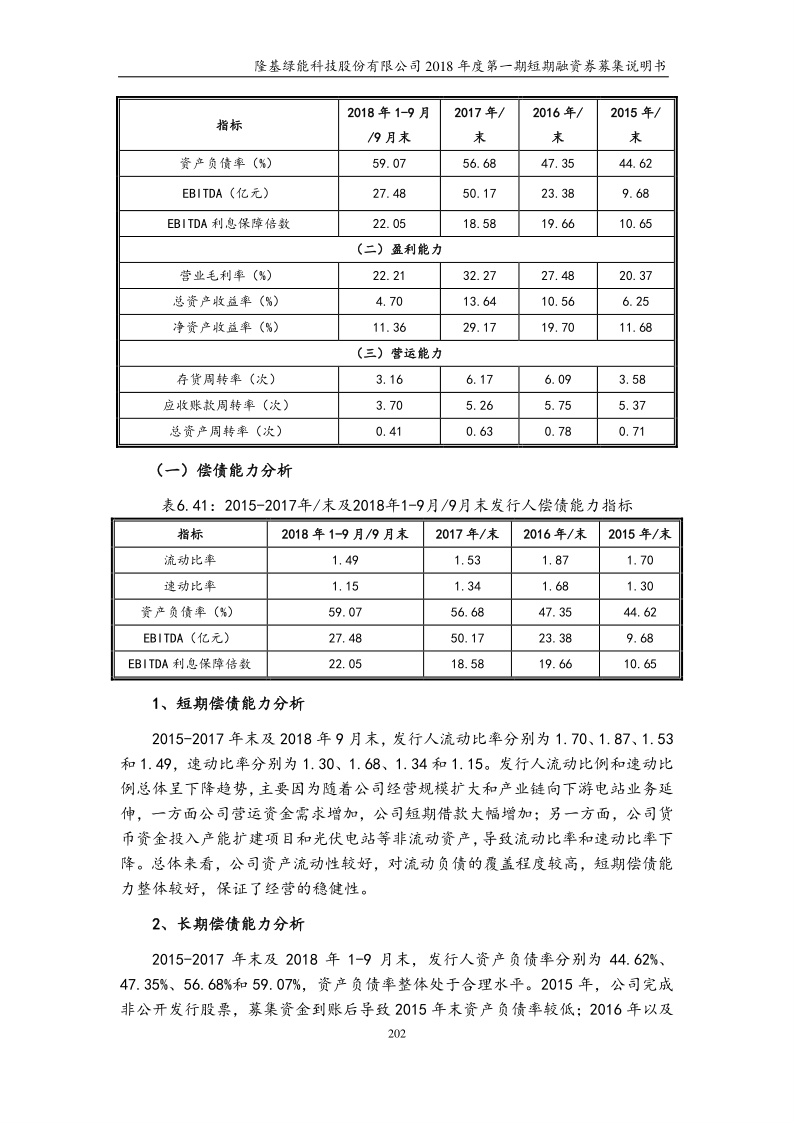 隆基绿能科技股份有限公司 2018 年度第一期短期融资券募集说明书
指标 2018 年 1-9 月/9 月末 2017 年/末 2016 年/末 2015 年/末
资产负债率（%） 59.07 56.68 47.35 44.62
EBITDA（亿元） 27.48 50.17 23.38 9.68
EBITDA 利息保障倍数 22.05 18.58 19.66 10.65
（二）盈利能力
营业毛利率（%） 22.21 32.27 27.48 20.37
总资产收益率（%） 4.70 13.64 10.56 6.25
净资产收益率（%） 11.36 29.17 19.70 11.68
（三）营运能力
存货周转率（次） 3.16 6.17 6.09 3.58
应收账款周转率（次） 3.70 5.26 5.75 5.37
总资产周转率（次） 0.41 0.63 0.78 0.71
（一）偿债能力分析
表6.41：2015-2017年/末及2018年1-9月/9月末发行人偿债能力指标
指标 2018 年 1-9 月/9 月末 2017 年/末 2016 年/末 2015 年/末
流动比率 1.49 1.53 1.87 1.70
速动比率 1.15 1.34 1.68 1.30
资产负债率（%） 59.07 56.68 47.35 44.62
EBITDA（亿元） 27.48 50.17 23.38 9.68
EBITDA 利息保障倍数 22.05 18.58 19.66 10.65
1、短期偿债能力分析
2015-2017 年末及 2018 年 9 月末，发行人流动比率分别为 1.70、1.87、1.53
和 1.49，速动比率分别为 1.30、1.68、1.34 和 1.15。发行人流动比例和速动比
例总体呈下降趋势，主要因为随着公司经营规模扩大和产业链向下游电站业务延
伸，一方面公司营运资金需求增加，公司短期借款大幅增加；另一方面，公司货
币资金投入产能扩建项目和光伏电站等非流动资产，导致流动比率和速动比率下
降。总体来看，公司资产流动性较好，对流动负债的覆盖程度较高，短期偿债能
力整体较好，保证了经营的稳健性。
2、长期偿债能力分析
2015-2017 年末及 2018 年 1-9 月末，发行人资产负债率分别为 44.62%、
47.35%、56.68%和 59.07%，资产负债率整体处于合理水平。2015 年，公司完成
非公开发行股票，募集资金到账后导致 2015 年末资产负债率较低；2016 年以及
202